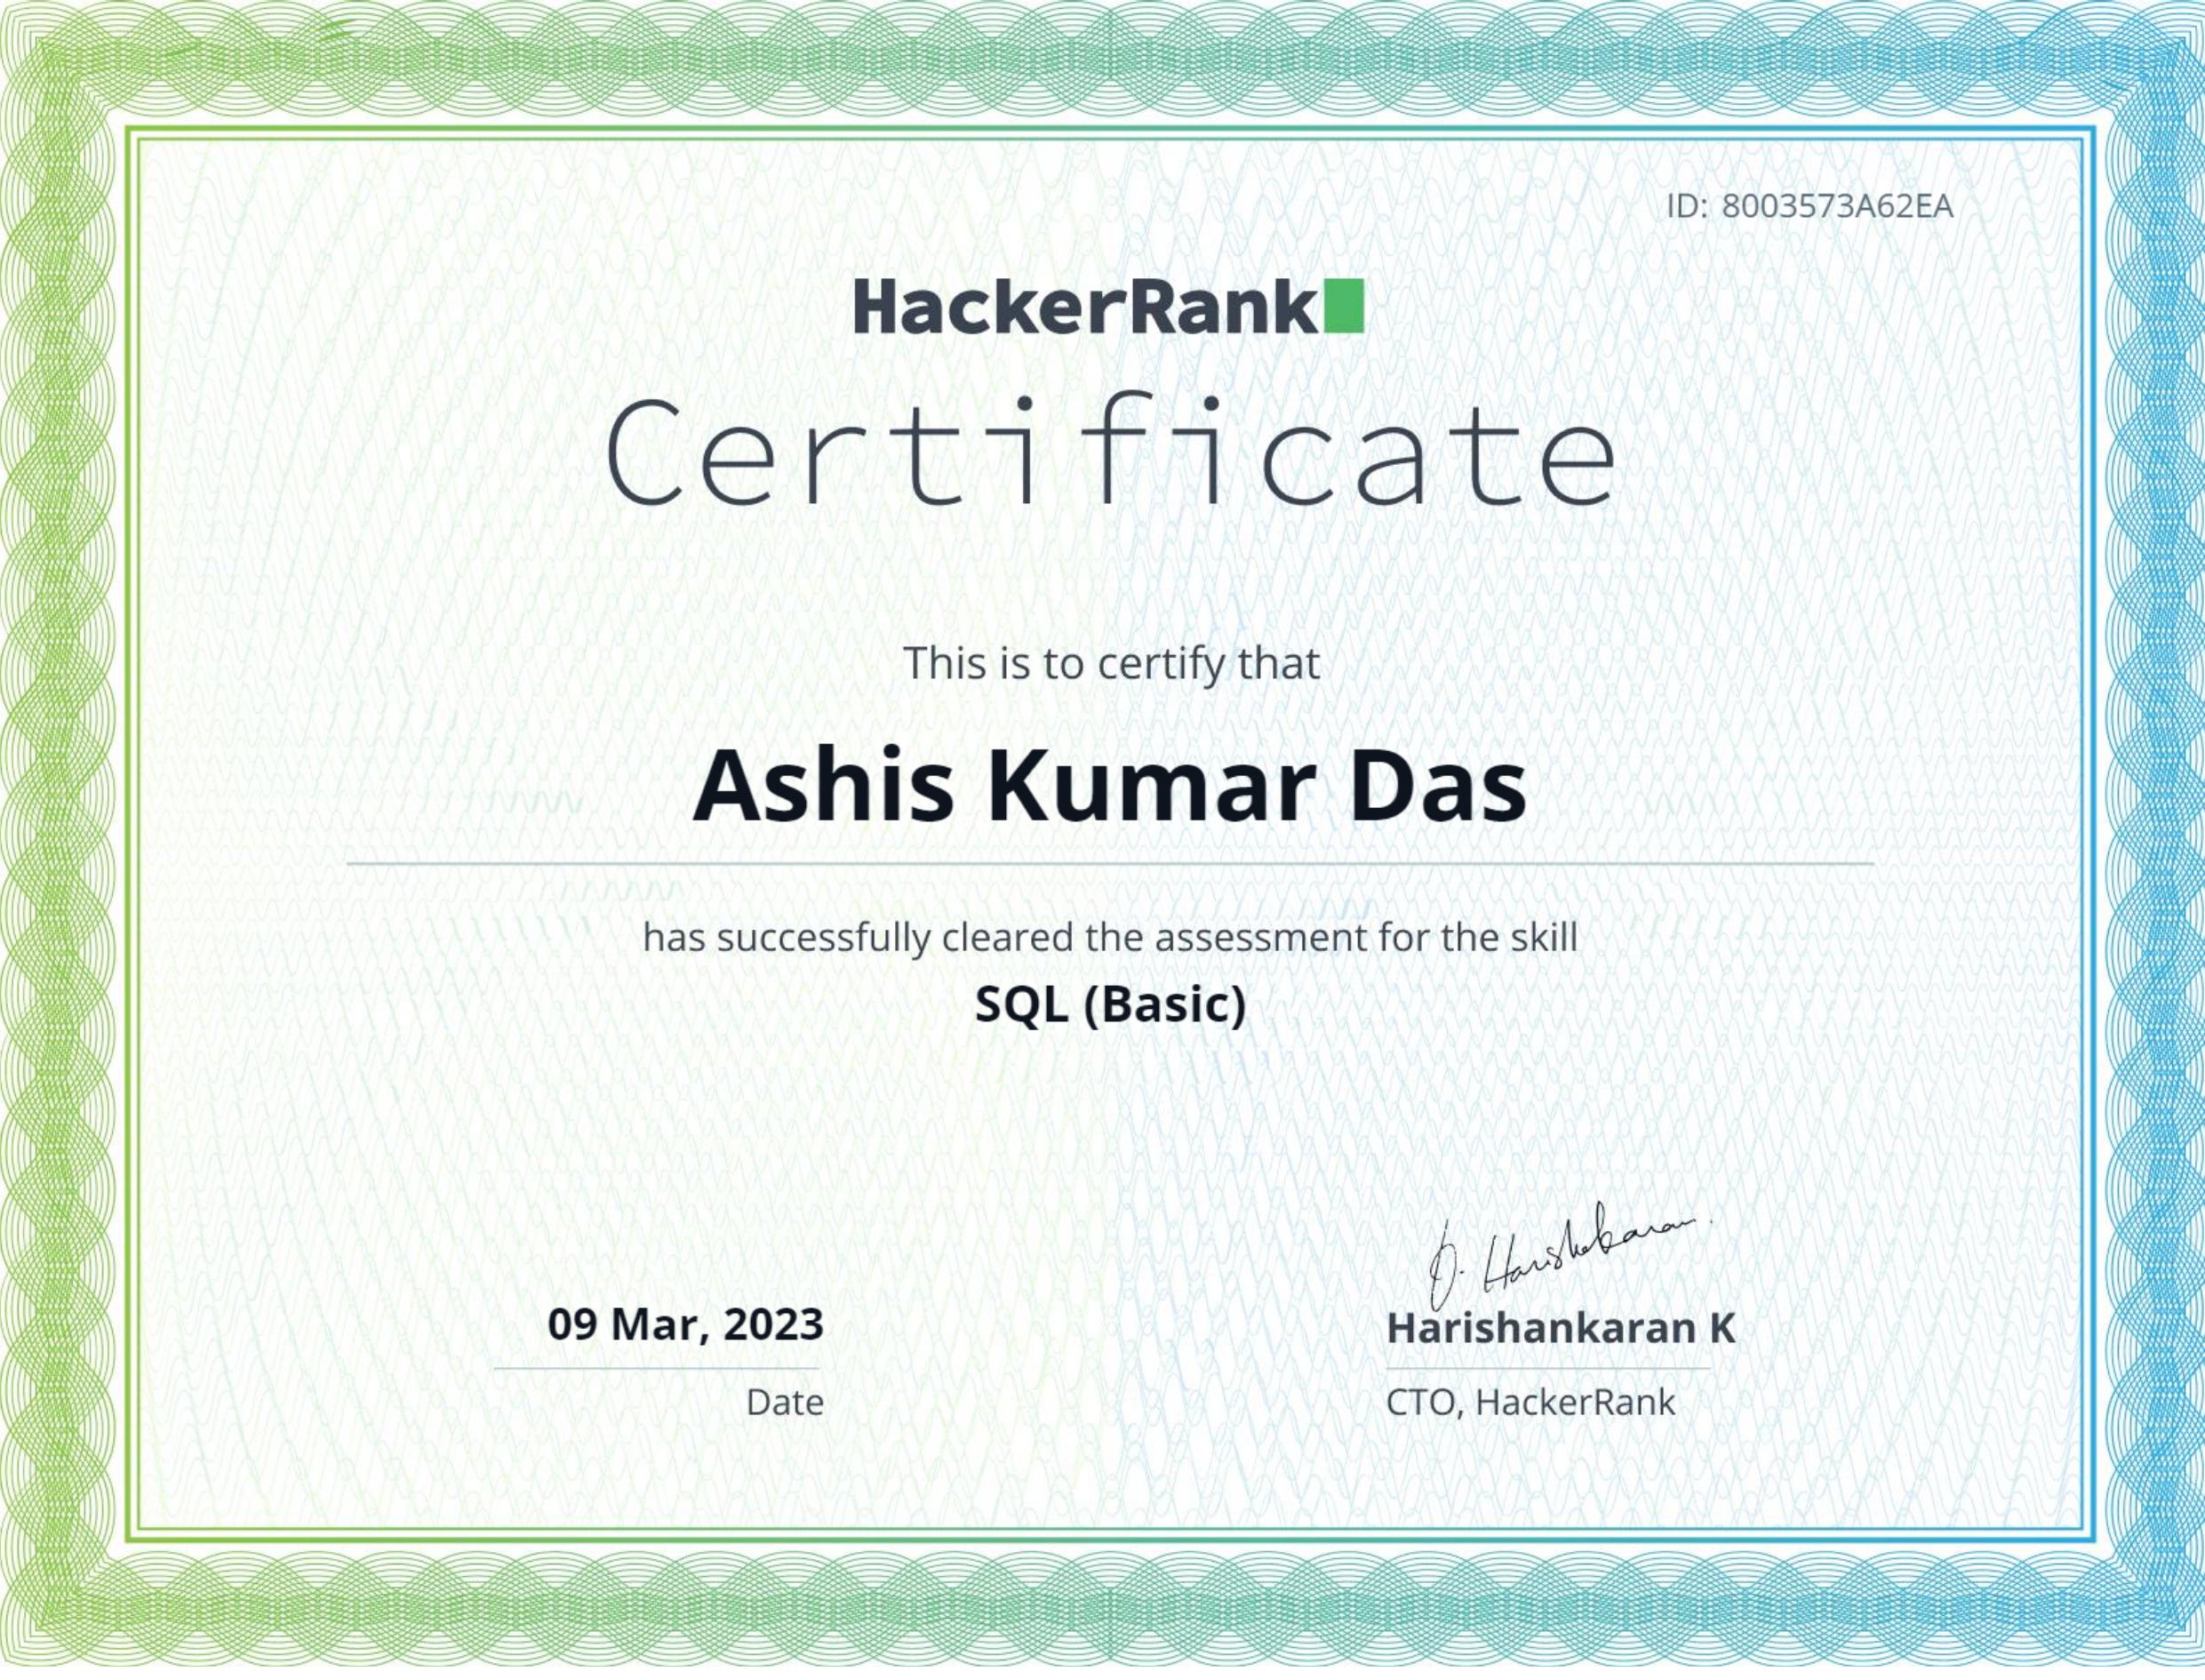 ID: 8003573A62EA
HackerRank
Certificate
This is to certify that
Ashis Kumar Das
has successfully cleared the assessment for the skill
SQL (Basic)
09 Mar, 2023
Date
Harishankaran K
CTO, HackerRank